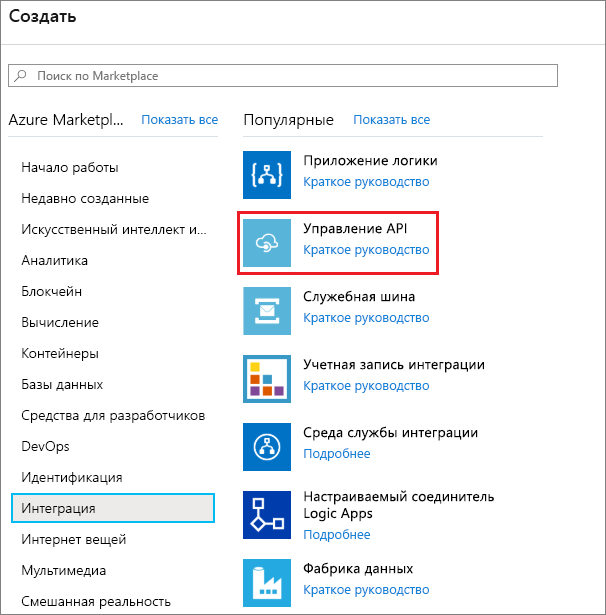 Создать
Поиск по Marketplace
Azure Marketpl... Показать все
Начало работы
Недавно созданные
Искусственный интеллект и...
Аналитика
Блокчейн
Вычисление
Контейнеры
Базы данных
Средства для разработчиков
DevOps
Идентификация
Интеграция
Интернет вещей
Мультимедиа
Смешанная реальность
Популярные Показать все
Приложение логики
Краткое руководство
Управление API
Краткое руководство
Служебная шина
Краткое руководство
Учетная запись интеграции
Краткое руководство
Среда службы интеграции
Подробнее
Настраиваемый соединитель
Logic Apps
Подробнее
Фабрика данных
Краткое руководство